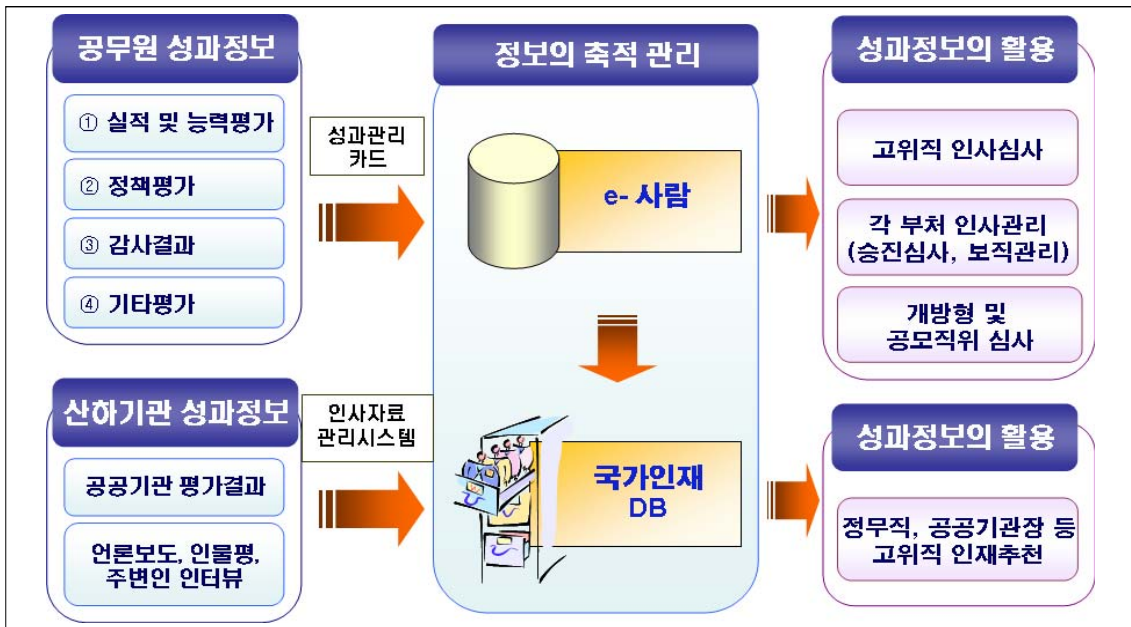 공무원 성과정보
① 실적 및 능력평가
② 정책평가
③ 감사결과
④ 기타평가
성과관리
카드
정보의 축적 관리
e- 사람
성과정보의 활용
고위직 인사심사
각 부처 인사관리
(승진심사, 보직관리)
개방형 및
공모직위 심사
산하기관 성과정보
공공기관 평가결과
언론보도, 인물평,
주변인 인터뷰
인사자료
관리시스템
국가인재
DB
성과정보의 활용
정무직, 공공기관장 등
고위직 인재추천